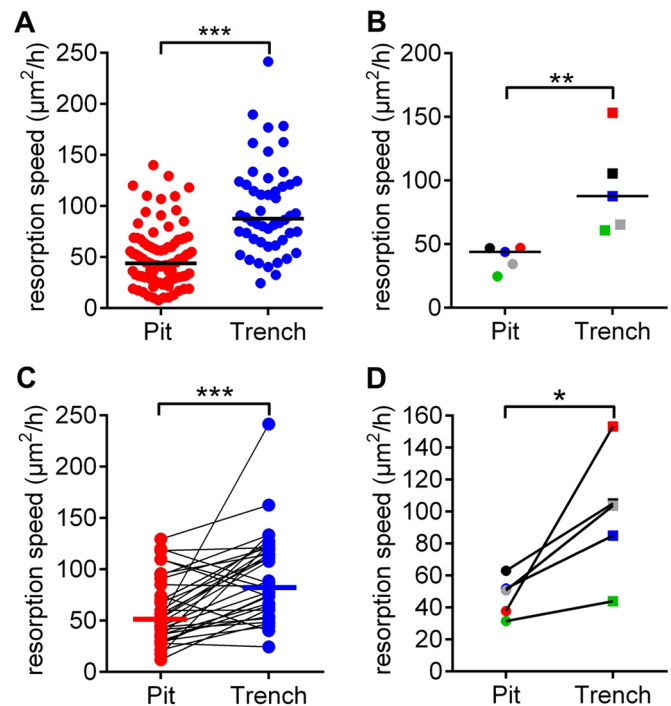 A
resorption speed (µm²/h)
250
200
150
100
50
0
***
Pit Trench
B
resorption speed (µm²/h)
200
150
100
50
0
**
Pit Trench
C
resorption speed (µm²/h)
250
200
150
100
50
0
***
Pit Trench
D
resorption speed (µm²/h)
160
140
120
100
80
60
40
20
0
*
Pit Trench